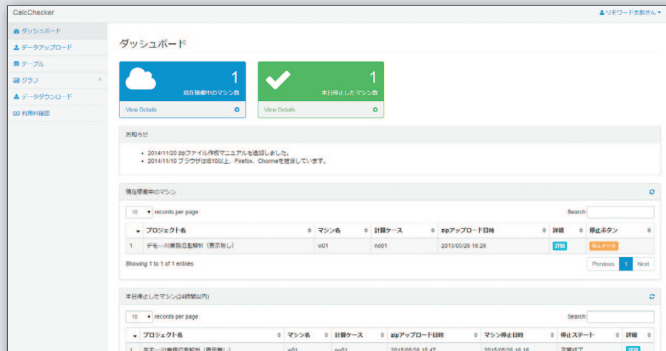 CalcChecker
リモワード太郎さん
ダッシュボード
データアップロード
テーブル
グラフ
データダウンロード
利用料確認
ダッシュボード
1
現在稼働中のマシン数
View Details
1
本日停止したマシン数
View Details
お知らせ
2014/11/20 zipファイル作成マニュアルを追加しました。
2014/11/10 ブラウザはIE10以上、Firefox、Chormeを推奨しています。
現在稼働中のマシン
10 records per page
Search:
プロジェクト名 マシン名 計算ケース zipアップロード日時 詳細 停止ボタン
1 デモ―川業務氾濫解析 (表示無し) w01 no01 2015/05/26 16:26 詳細
Showing 1 to 1 of 1 entries
Previous 1 Next
本日停止したマシン(24時間以内)
10 records per page
Search:
プロジェクト名 マシン名 計算ケース zipアップロード日時 マシン停止日時 停止ステート 詳細